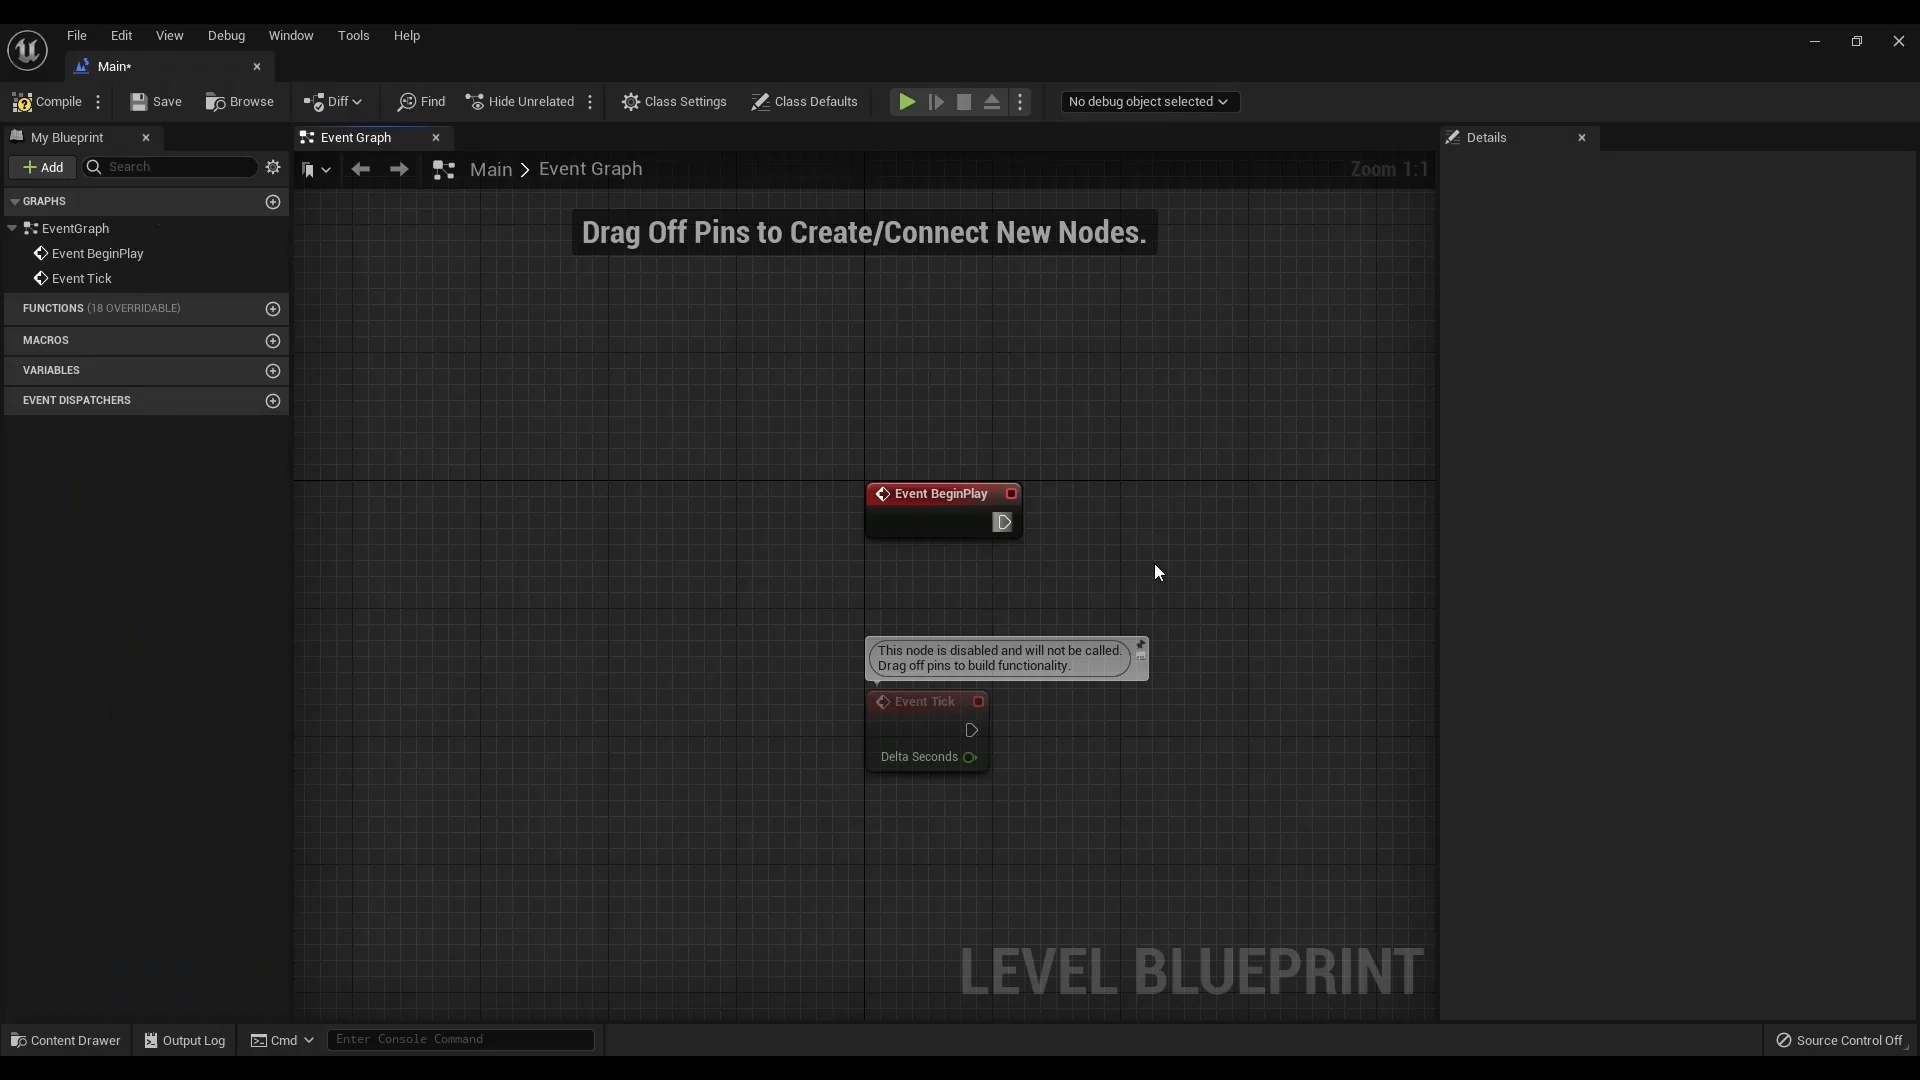 File Edit View Debug Window Tools Help
Main*
Compile Save Browse Diff Find Hide Unrelated Class Settings Class Defaults No debug object selected
My Blueprint Event Graph Details
Add Search Main > Event Graph Zoom 1:1
GRAPHS
Drag Off Pins to Create/Connect New Nodes.
EventGraph
Event BeginPlay
Event Tick
FUNCTIONS (18 OVERRIDABLE)
MACROS
VARIABLES
EVENT DISPATCHERS
Event BeginPlay
This node is disabled and will not be called.
Drag off pins to build functionality.
Event Tick
Delta Seconds
LEVEL BLUEPRINT
Content Drawer Output Log Cmd Enter Console Command Source Control Off